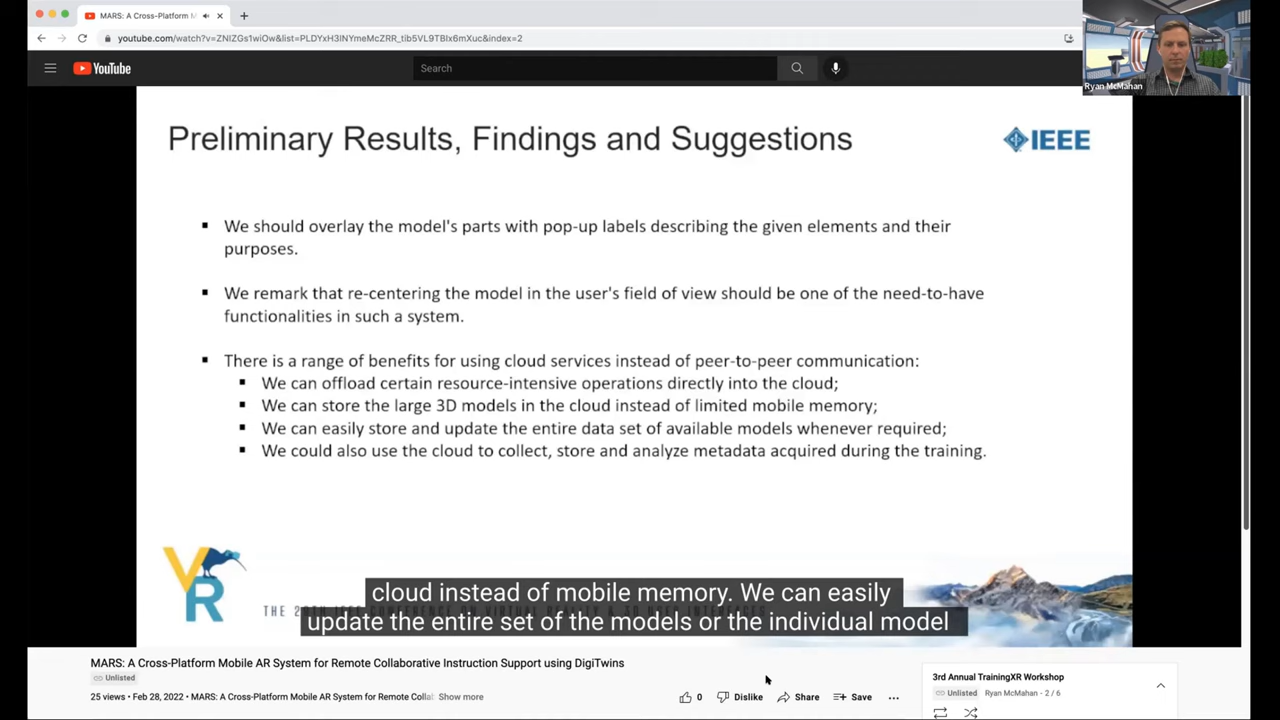 MARS: A Cross-Platform M
youtube.com/watch?v=ZNIZGs1wiOw&list=PLDYxH3INYmeMcZRR_tib5VL9TBIx6mXuc&index=2
Ryan McMahan
YouTube
Search
Preliminary Results, Findings and Suggestions
IEEE
▪ We should overlay the model's parts with pop-up labels describing the given elements and their
purposes.
▪ We remark that re-centering the model in the user's field of view should be one of the need-to-have
functionalities in such a system.
▪ There is a range of benefits for using cloud services instead of peer-to-peer communication:
▪ We can offload certain resource-intensive operations directly into the cloud;
▪ We can store the large 3D models in the cloud instead of limited mobile memory;
▪ We can easily store and update the entire data set of available models whenever required;
▪ We could also use the cloud to collect, store and analyze metadata acquired during the training.
VR
THE
cloud instead of mobile memory. We can easily
update the entire set of the models or the individual model
MARS: A Cross-Platform Mobile AR System for Remote Collaborative Instruction Support using DigiTwins
Unlisted
25 views • Feb 28, 2022 • MARS: A Cross-Platform Mobile AR System for Remote Collab Show more
0 Dislike Share Save ...
3rd Annual TrainingXR Workshop
Unlisted Ryan McMahan - 2 / 6